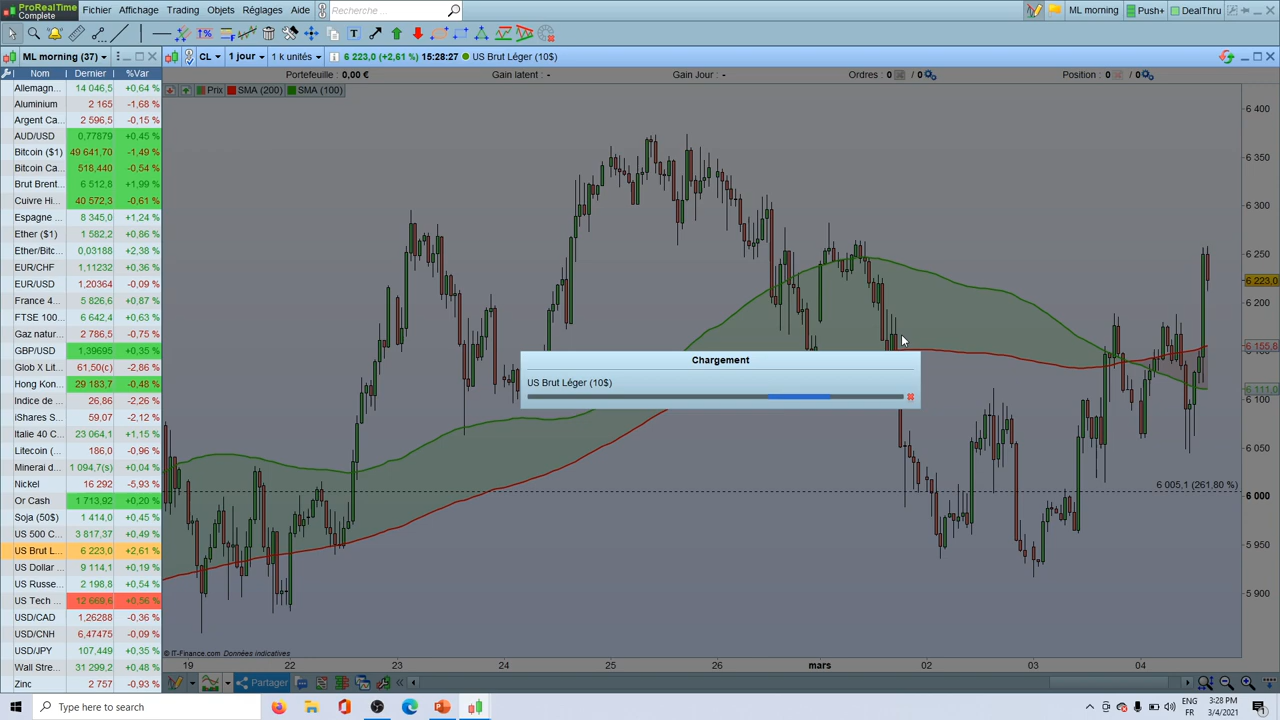 ProRealTime Complete
Fichier Affichage Trading Objets Réglages Aide Recherche... ML morning Push+ DealThru
ML morning (37) CL 1 jour 1 k unités 6 223,0 (+2,61 %) 15:28:27 US Brut Léger (10$)
Nom Dernier %Var
Portefeuille : 0,00 € Gain latent : - Gain Jour : - Ordres : 0 / 0 Position : 0 / 0
Prix SMA (200) SMA (100)
Allemagn... 14 046,5 +0,64 %
Aluminium 2 165 -1,68 %
Argent Ca... 2 596,5 -0,15 %
AUD/USD 0,77879 +0,45 %
Bitcoin ($1) 49 641,70 -1,49 %
Bitcoin Ca... 518,440 -0,54 %
Brut Brent... 6 512,8 +1,99 %
Cuivre Hi... 40 572,3 -0,61 %
Espagne ... 8 345,0 +1,24 %
Ether ($1) 1 582,2 +0,86 %
Ether/Bitc... 0,03188 +2,38 %
EUR/CHF 1,11232 +0,36 %
EUR/USD 1,20365 -0,09 %
France 4... 5 826,6 +0,87 %
FTSE 100... 6 642,4 +0,63 %
Gaz natur... 2 786,5 -0,75 %
GBP/USD 1,39695 +0,35 %
Glob X Lit... 61,50(c) -2,86 %
Hong Kon... 29 183,7 -0,48 %
Indice de ... 26,86 -2,26 %
iShares S... 59,07 -2,12 %
Italie 40 C... 23 064,1 +1,15 %
Litecoin (... 186,0 -0,96 %
Minerai d... 1 094,7(s) +0,04 %
Nickel 16 292 -5,93 %
Or Cash 1 713,92 +0,20 %
Soja (50$) 1 414,0 +0,45 %
US 500 C... 3 817,37 +0,49 %
US Brut L... 6 223,0 +2,61 %
US Dollar ... 9 114,1 +0,19 %
US Russe... 2 198,8 +0,54 %
US Tech ... 12 669,6 +0,56 %
USD/CAD 1,26288 -0,36 %
USD/CNH 6,47475 -0,09 %
USD/JPY 107,449 +0,35 %
Wall Stre... 31 299,2 +0,48 %
Zinc 2 757 -0,93 %
6 400
6 350
6 300
6 250
6 223,0
6 200
6 155,8
6 111,0
6 100
6 050
6 005,1 (261,80 %)
6 000
5 950
5 900
Chargement
US Brut Léger (10$)
© IT-Finance.com Données indicatives
19 22 23 24 25 26 mars 02 03 04
Partager
Type here to search
ENG 3:28 PM
FR 3/4/2021